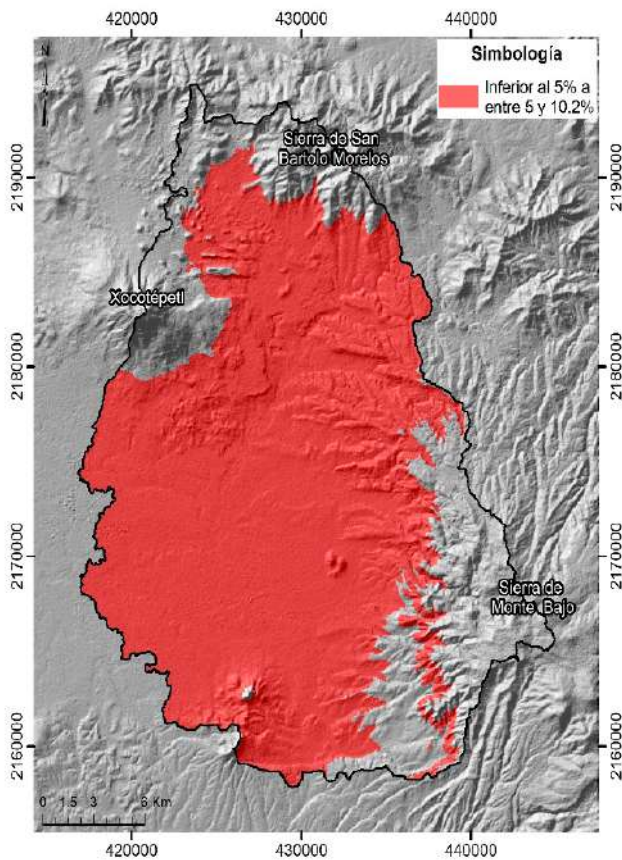 420000 430000 440000
N
Simbología
Inferior al 5% a
entre 5 y 10.2%
Sierra de San
Bartolo Morelos
2190000 2190000
Xocotépetl
2180000 2180000
2170000 2170000
Sierra de
Monte Bajo
2160000 2160000
0 1.5 3 6 Km
420000 430000 440000